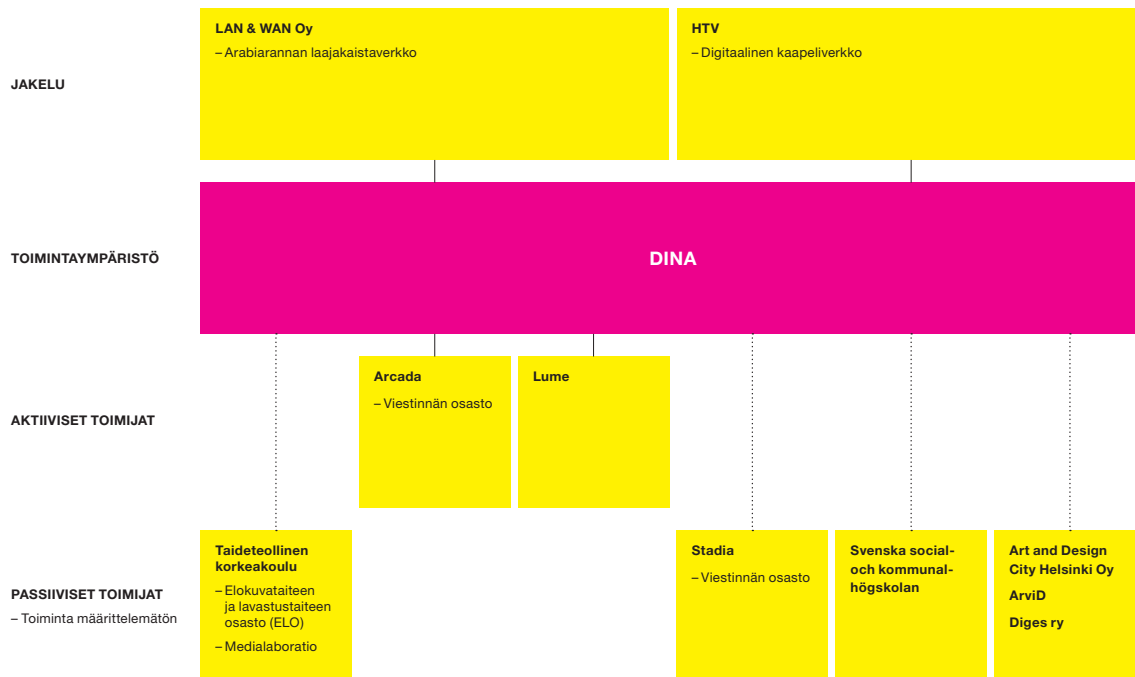 JAKELU
LAN & WAN Oy
– Arabiarannan laajakaistaverkko
HTV
– Digitaalinen kaapeliverkko
TOIMINTAYMPÄRISTÖ
DINA
AKTIIVISET TOIMIJAT
Arcada
– Viestinnän osasto
Lume
PASSIIVISET TOIMIJAT
– Toiminta määrittelemätön
Taideteollinen
korkeakoulu
– Elokuvataiteen
ja lavastustaiteen
osasto (ELO)
– Medialaboratio
Stadia
– Viestinnän osasto
Svenska social-
och kommunal-
högskolan
Art and Design
City Helsinki Oy
ArviD
Diges ry